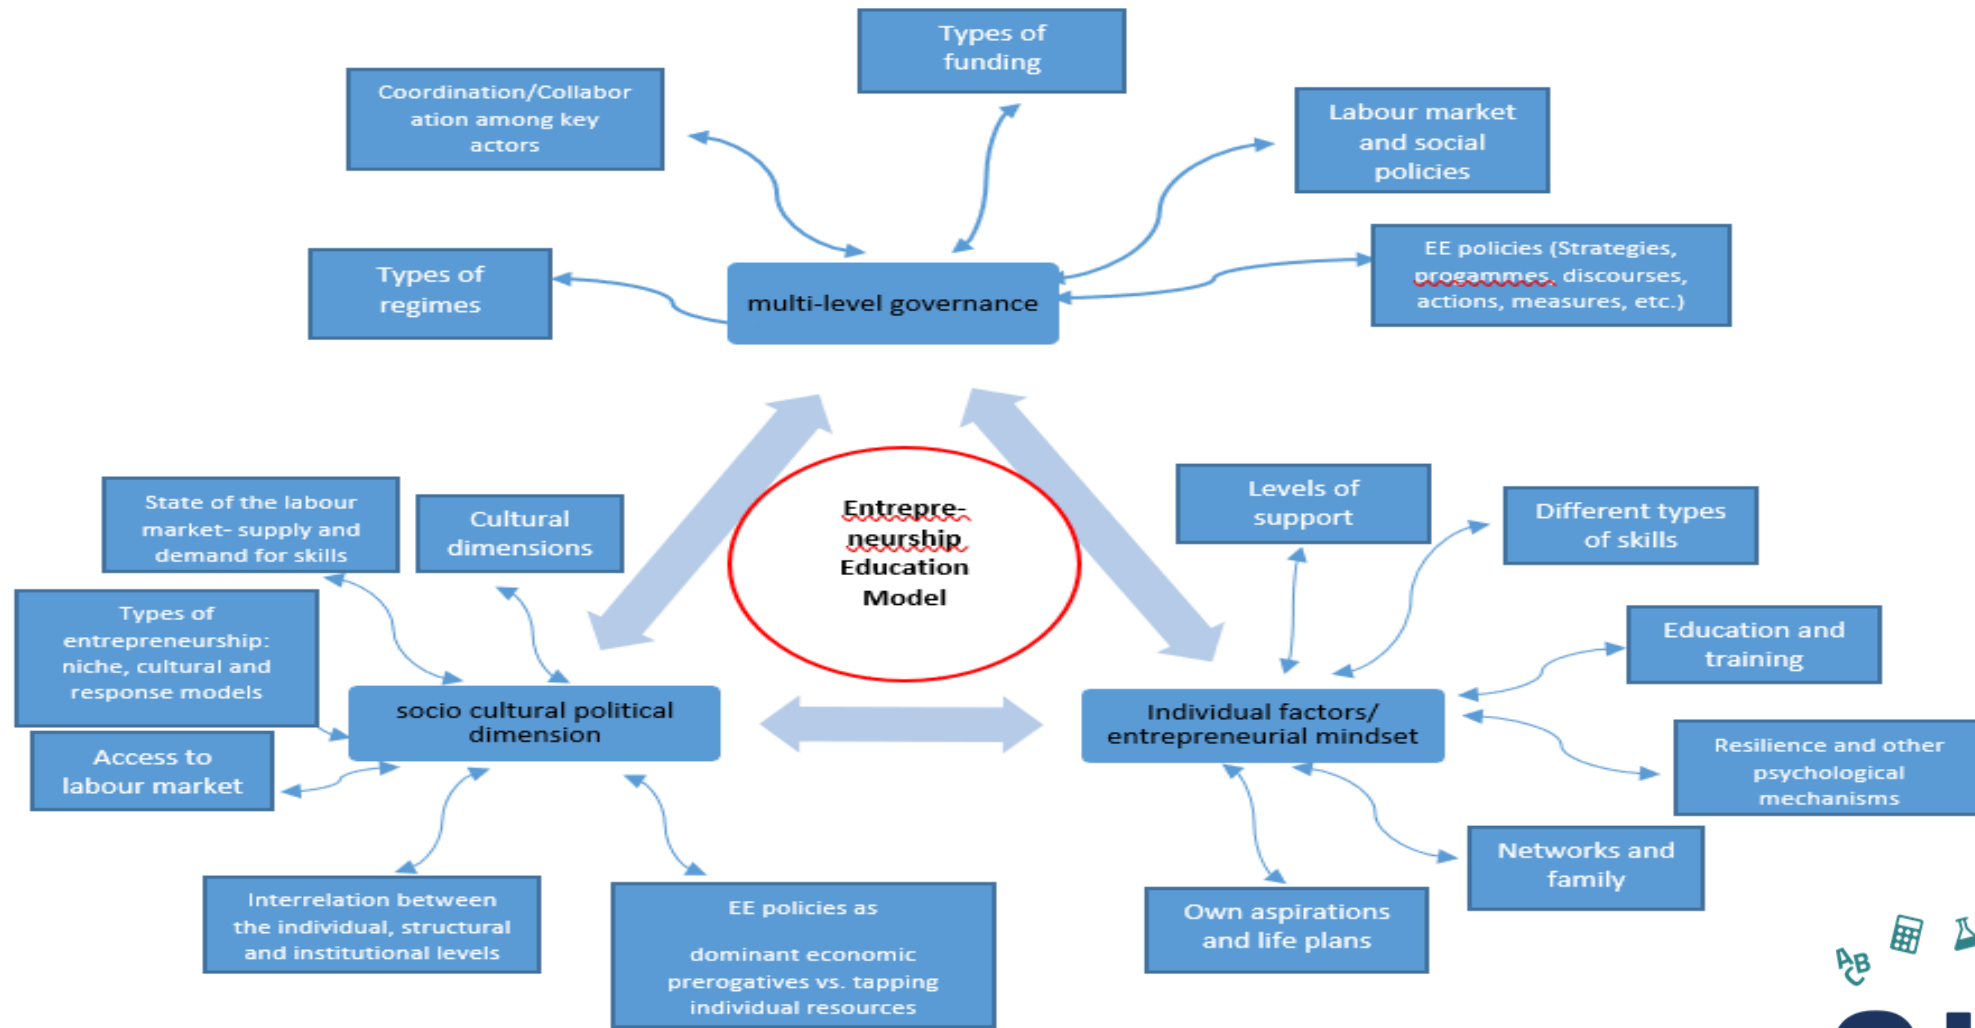 Types of
funding
Coordination/Collabor
ation among key
actors
Labour market
and social
policies
Types of
regimes
multi-level governance
EE policies (Strategies,
progammes, discourses,
actions, measures, etc.)
State of the labour
market- supply and
demand for skills
Cultural
dimensions
Entrepre-
neurship
Education
Model
Levels of
support
Different types
of skills
Types of
entrepreneurship:
niche, cultural and
response models
Education and
training
socio cultural political
dimension
Individual factors/
entrepreneurial mindset
Access to
labour market
Resilience and other
psychological
mechanisms
Networks and
family
Interrelation between
the individual, structural
and institutional levels
EE policies as
dominant economic
prerogatives vs. tapping
individual resources
Own aspirations
and life plans
ABC